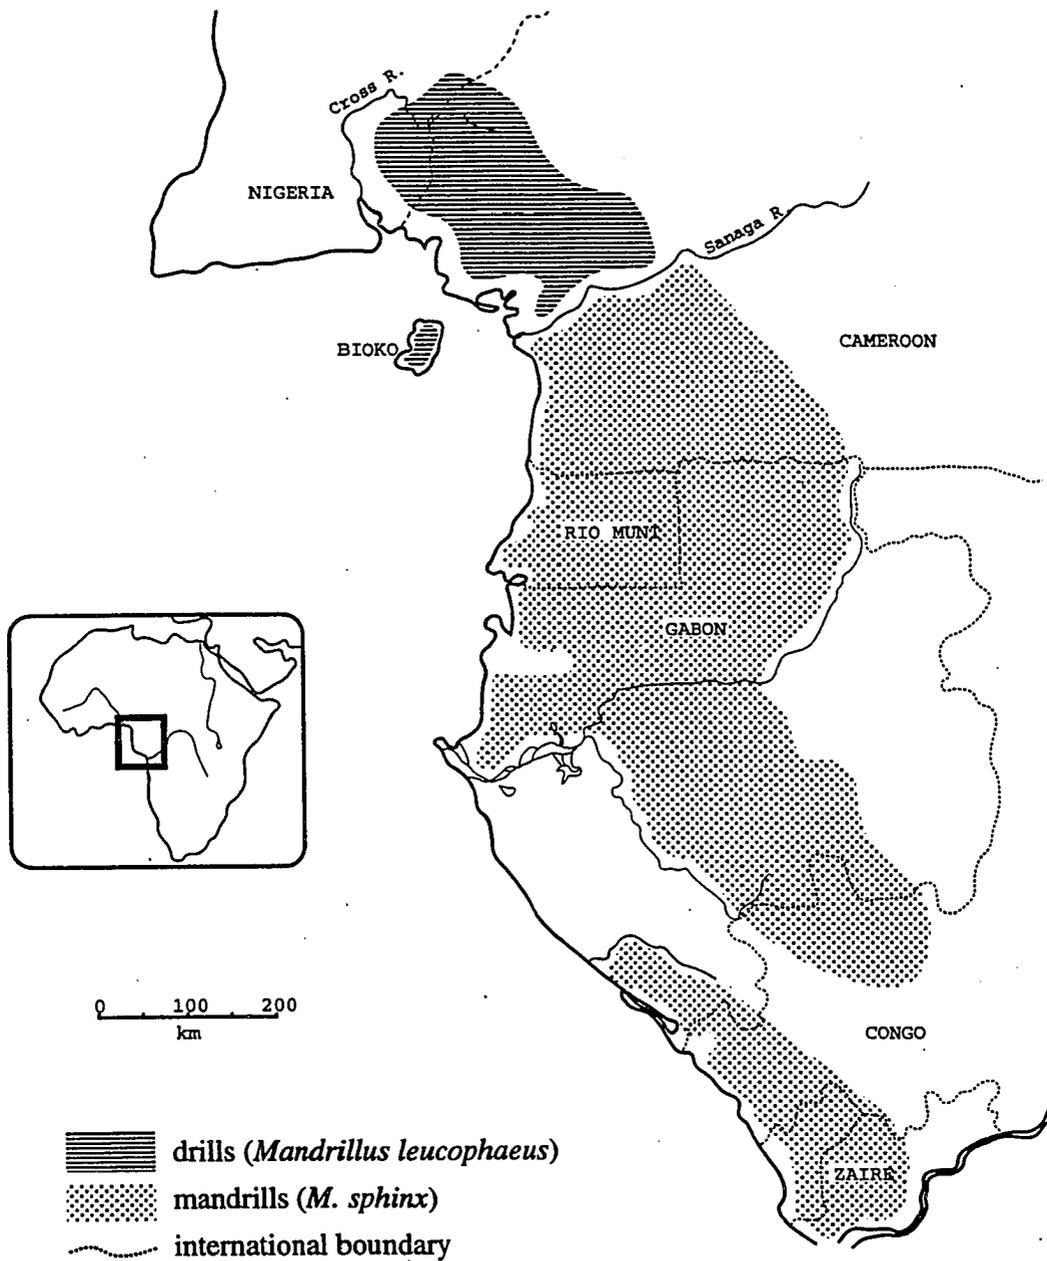 Cross R.
NIGERIA
Sanaga R.
BIOKO
CAMEROON
RIO MUNI
GABON
0 100 200
km
CONGO
ZAIRE
drills (Mandrillus leucophaeus)
mandrills (M. sphinx)
international boundary